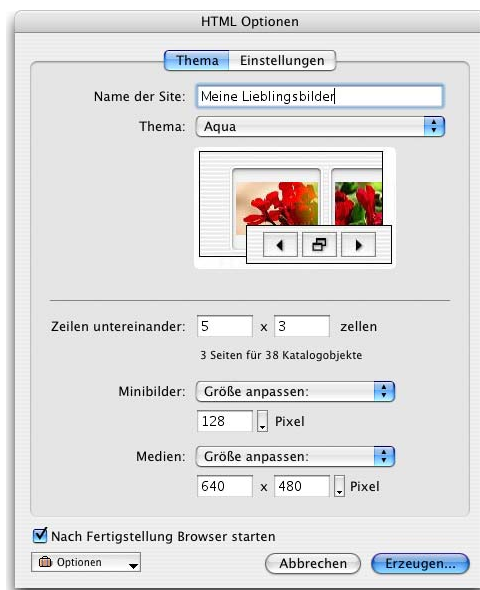 HTML Optionen
Thema Einstellungen
Name der Site: Meine Lieblingsbilder
Thema: Aqua
Zeilen untereinander: 5 x 3 zellen
3 Seiten für 38 Katalogobjekte
Minibilder: Größe anpassen:
128 Pixel
Medien: Größe anpassen:
640 x 480 Pixel
Nach Fertigstellung Browser starten
Optionen Abbrechen Erzeugen...